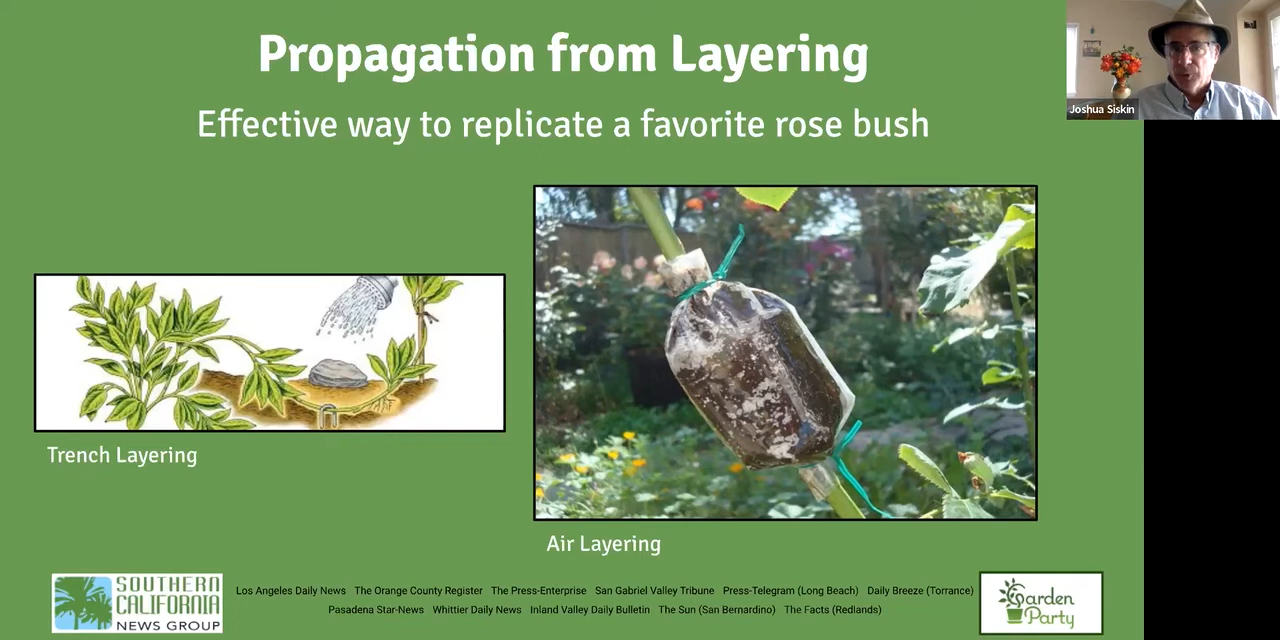 Propagation from Layering
Effective way to replicate a favorite rose bush
Joshua Siskin
Trench Layering
Air Layering
SOUTHERN
CALIFORNIA
NEWS GROUP
Los Angeles Daily News The Orange County Register The Press-Enterprise San Gabriel Valley Tribune Press-Telegram (Long Beach) Daily Breeze (Torrance)
Pasadena Star-News Whittier Daily News Inland Valley Daily Bulletin The Sun (San Bernardino) The Facts (Redlands)
Garden
Party